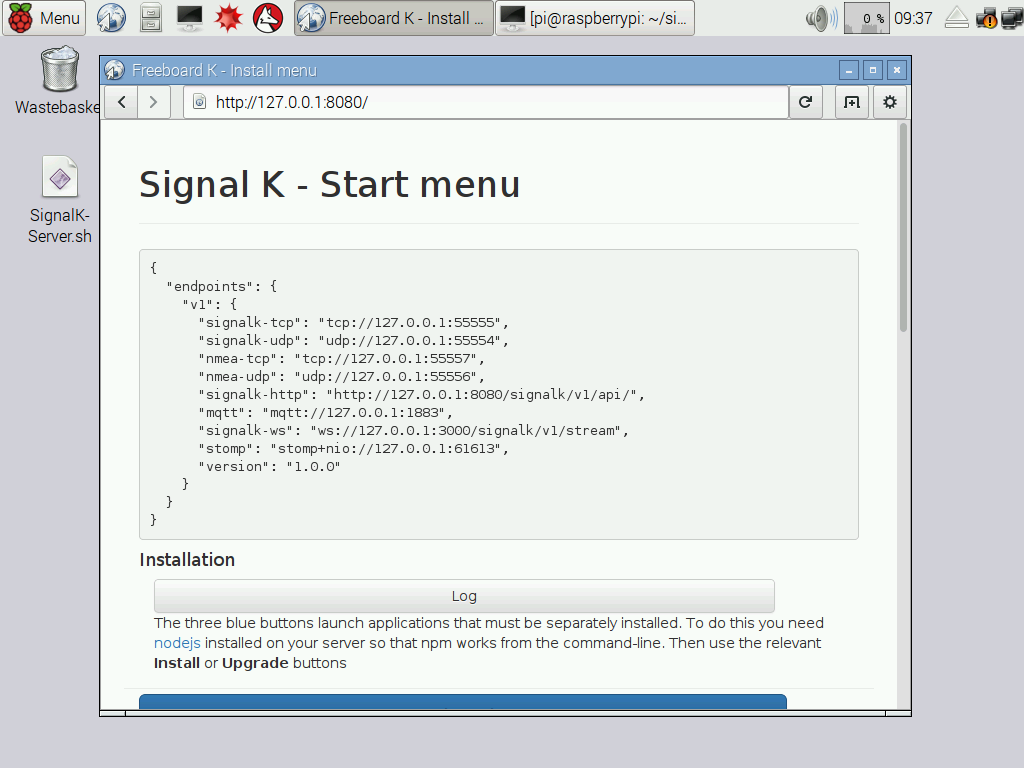 Menu
Freeboard K - Install ...
[pi@raspberrypi: ~/si...
0 %
09:37
Wastebaske
SignalK-
Server.sh
Freeboard K - Install menu
http://127.0.0.1:8080/
Signal K - Start menu
{
  "endpoints": {
    "v1": {
      "signalk-tcp": "tcp://127.0.0.1:55555",
      "signalk-udp": "udp://127.0.0.1:55554",
      "nmea-tcp": "tcp://127.0.0.1:55557",
      "nmea-udp": "udp://127.0.0.1:55556",
      "signalk-http": "http://127.0.0.1:8080/signalk/v1/api/",
      "mqtt": "mqtt://127.0.0.1:1883",
      "signalk-ws": "ws://127.0.0.1:3000/signalk/v1/stream",
      "stomp": "stomp+nio://127.0.0.1:61613",
      "version": "1.0.0"
    }
  }
}
Installation
Log
The three blue buttons launch applications that must be separately installed. To do this you need
nodejs installed on your server so that npm works from the command-line. Then use the relevant
Install or Upgrade buttons